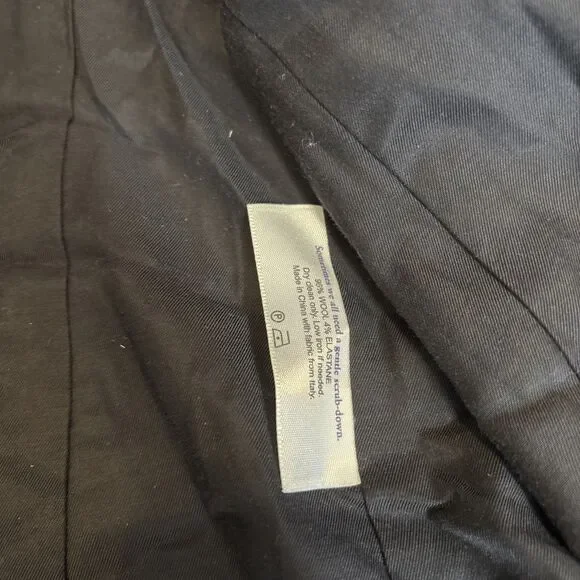 Sometimes we all need a gentle scrub-down.
90% WOOL 4% ELASTANE
Dry clean only. Low iron if needed.
Made in China with fabric from Italy.
P